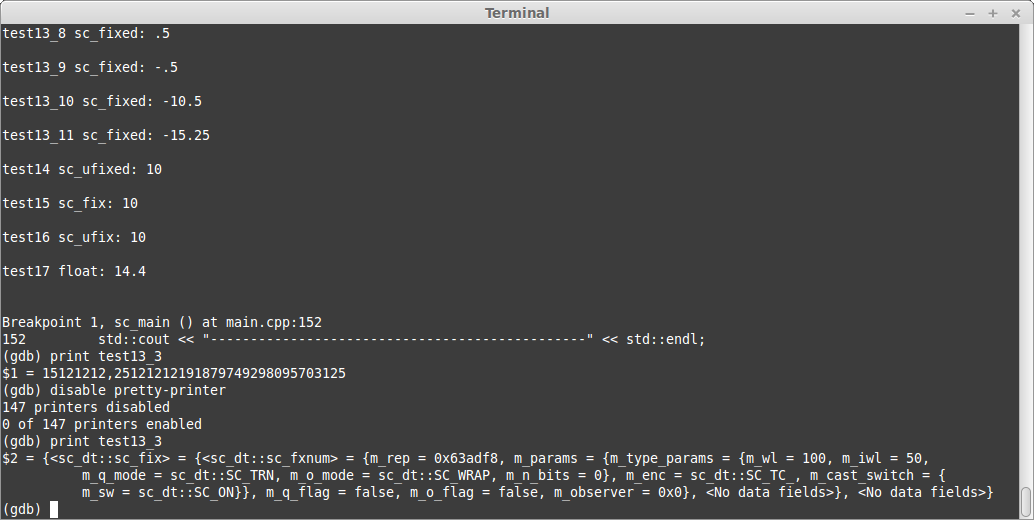 Terminal
test13_8 sc_fixed: .5
test13_9 sc_fixed: -.5
test13_10 sc_fixed: -10.5
test13_11 sc_fixed: -15.25
test14 sc_ufixed: 10
test15 sc_fix: 10
test16 sc_ufix: 10
test17 float: 14.4
Breakpoint 1, sc_main () at main.cpp:152
152         std::cout << "-----------------------------------------------" << std::endl;
(gdb) print test13_3
$1 = 15121212,251212121918797749298095703125
(gdb) disable pretty-printer
147 printers disabled
0 of 147 printers enabled
(gdb) print test13_3
$2 = {<sc_dt::sc_fix> = {<sc_dt::sc_fxnum> = {m_rep = 0x63adf8, m_params = {m_type_params = {m_wl = 100, m_iwl = 50,
m_q_mode = sc_dt::SC_TRN, m_o_mode = sc_dt::SC_WRAP, m_n_bits = 0}, m_enc = sc_dt::SC_TC_, m_cast_switch = {
m_sw = sc_dt::SC_ON}}, m_q_flag = false, m_o_flag = false, m_observer = 0x0}, <No data fields>}, <No data fields>}
(gdb)